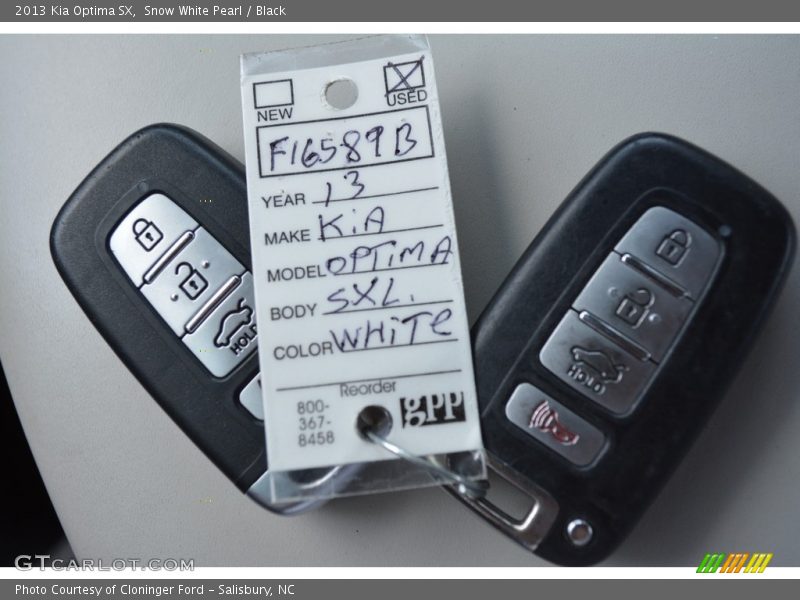 2013 Kia Optima SX, Snow White Pearl / Black
NEW
USED
F16589B
YEAR 13
MAKE KiA
MODEL OPTiMA
BODY SXL.
COLOR WHiTe
Reorder
800-
367-
8458
gpp
HOLD
HOLD
GTCARLOT.COM
Photo Courtesy of Cloninger Ford – Salisbury, NC